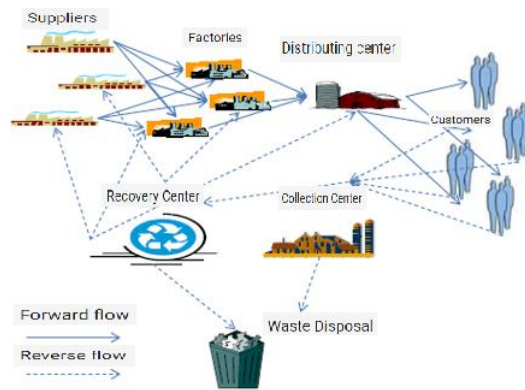 Suppliers
Factories
Distributing center
Customers
Recovery Center
Collection Center
Waste Disposal
Forward flow
Reverse flow